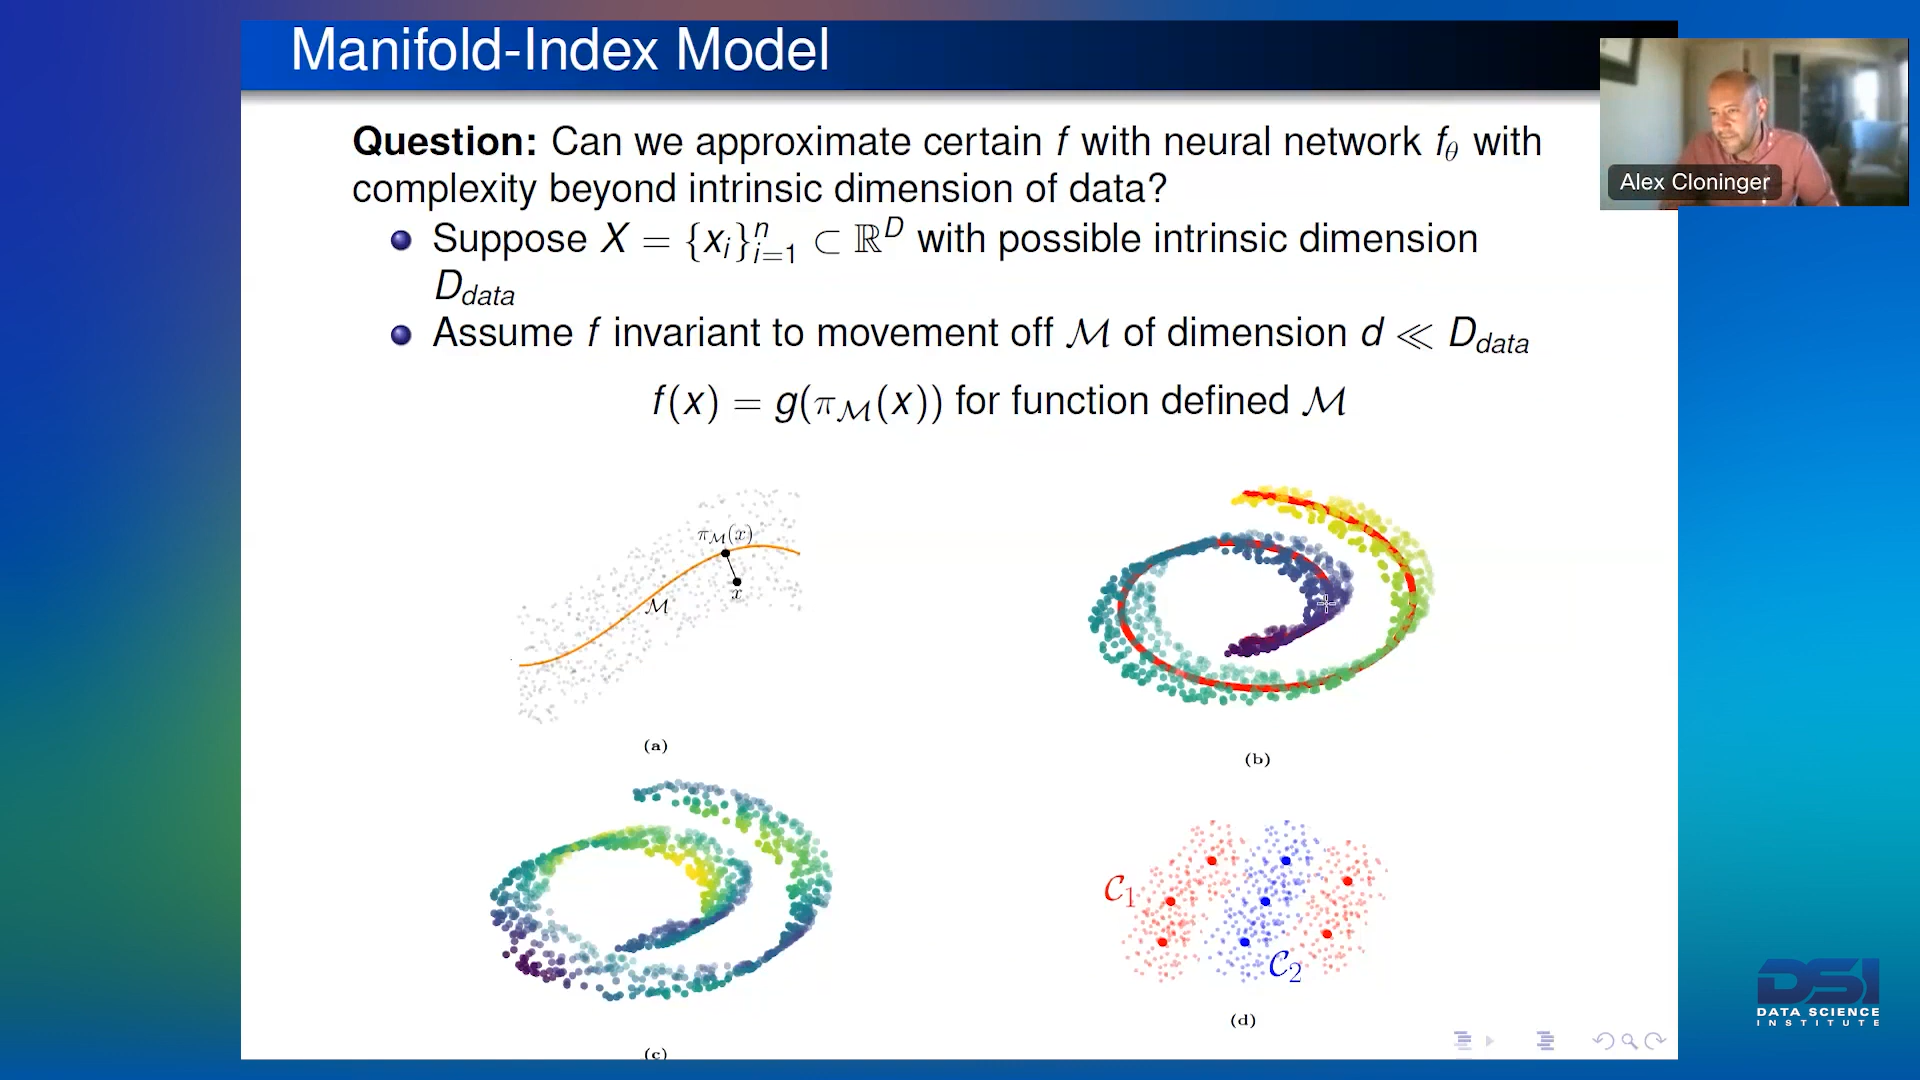 Manifold-Index Model
Question: Can we approximate certain f with neural network f_θ with
complexity beyond intrinsic dimension of data?
Suppose X = {x_i}_{i=1}^n ⊂ ℝ^D with possible intrinsic dimension
D_data
Assume f invariant to movement off ℳ of dimension d ≪ D_data
f(x) = g(π_ℳ(x)) for function defined ℳ
Alex Cloninger
π_ℳ(x)
x
ℳ
(a)
(b)
(c)
𝒞_1
𝒞_2
(d)
DSI
DATA SCIENCE
INSTITUTE